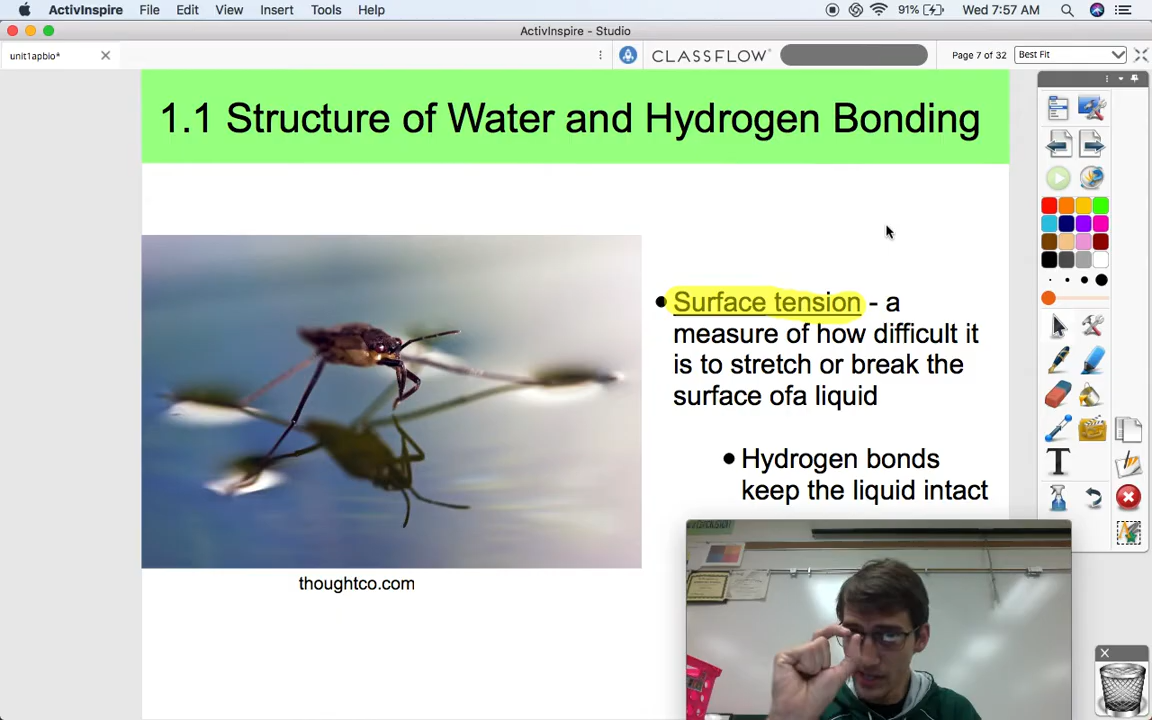 ActivInspire File Edit View Insert Tools Help 91% Wed 7:57 AM
ActivInspire - Studio
unit1apbio* CLASSFLOW Page 7 of 32 Best Fit
1.1 Structure of Water and Hydrogen Bonding
Surface tension - a
measure of how difficult it
is to stretch or break the
surface ofa liquid
Hydrogen bonds
keep the liquid intact
thoughtco.com